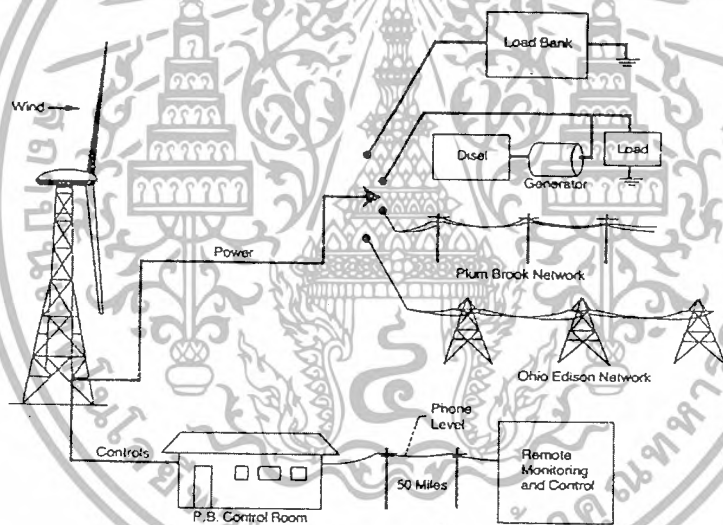 Load Bank
Wind
Disel
Load
Generator
Power
Plum Brook Network
Ohio Edison Network
Phone
Level
Controls
50 Miles
Remote
Monitoring
and Control
P.B. Control Room